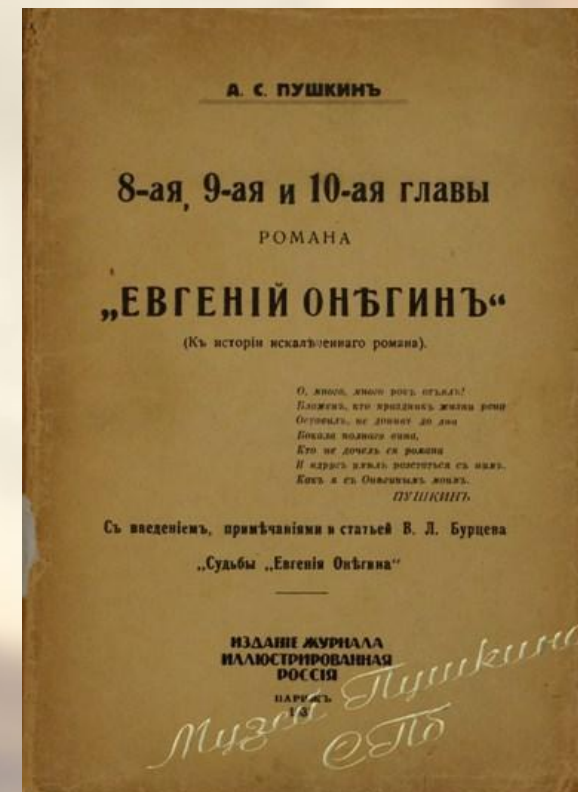 А. С. ПУШКИНЪ
8-ая, 9-ая и 10-ая главы
РОМАНА
„ЕВГЕНІЙ ОНѢГИНЪ“
(Къ исторіи искалѣченнаго романа).
О, много, много рокъ отъялъ!
Блаженъ, кто праздникъ жизни рано
Оставилъ, не допивъ до дна
Бокала полнаго вина,
Кто не дочелъ ея романа
И вдругъ умѣлъ разстаться съ нимъ,
Какъ я съ Онѣгинымъ моимъ.
ПУШКИНЪ
Съ введеніемъ, примѣчаніями и статьей В. Л. Бурцева
„Судьбы „Евгенія Онѣгина“
ИЗДАНІЕ ЖУРНАЛА
ИЛЛЮСТРИРОВАННАЯ
РОССІЯ
ПАРИЖЪ
Музей Пушкина
СПб